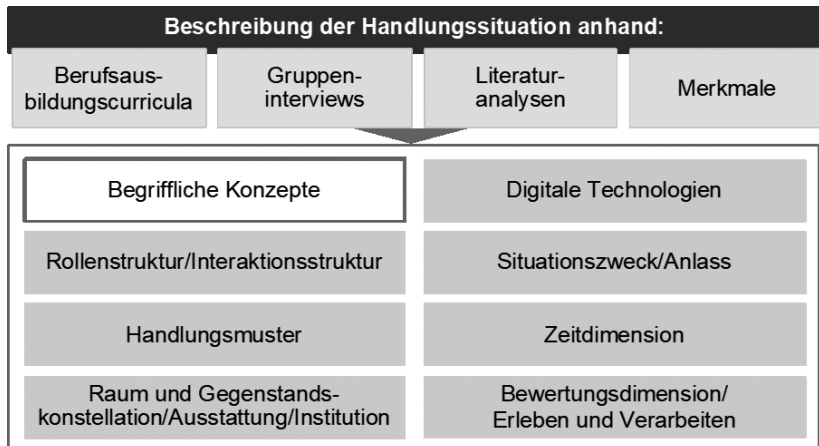 Beschreibung der Handlungssituation anhand:
Berufsaus-
bildungscurricula
Gruppen-
interviews
Literatur-
analysen
Merkmale
Begriffliche Konzepte
Digitale Technologien
Rollenstruktur/Interaktionsstruktur
Situationszweck/Anlass
Handlungsmuster
Zeitdimension
Raum und Gegenstands-
konstellation/Ausstattung/Institution
Bewertungsdimension/
Erleben und Verarbeiten